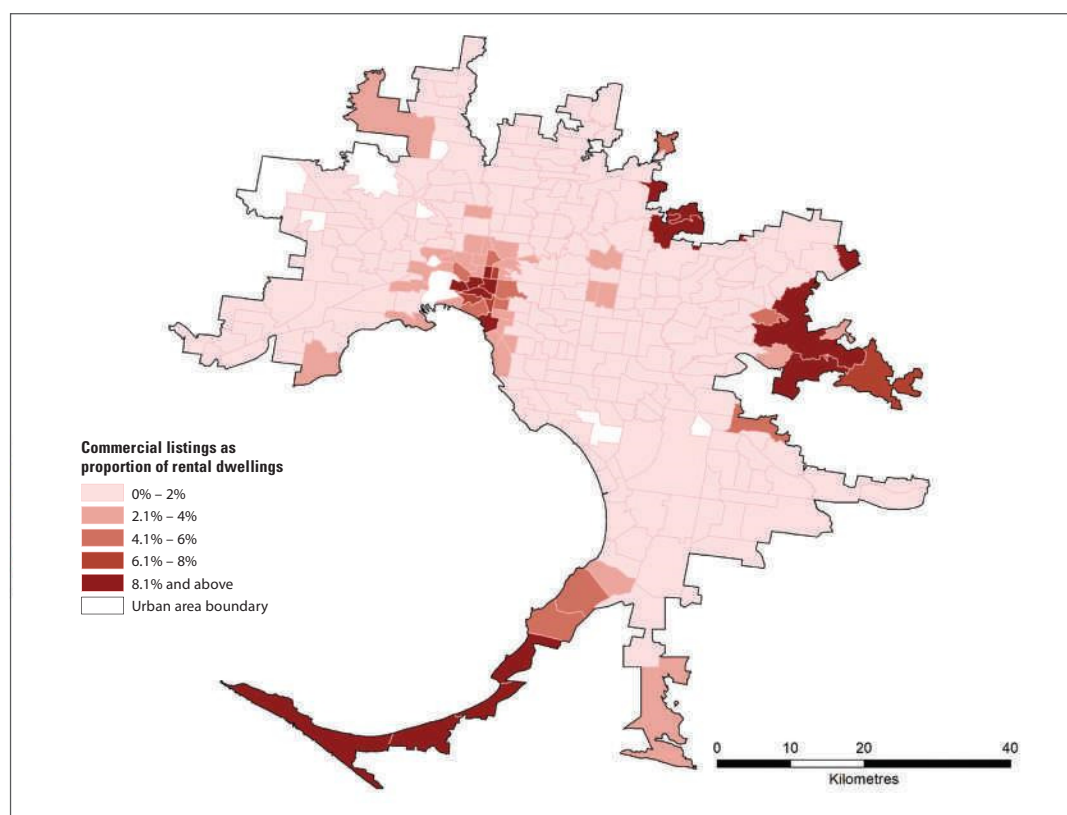 Commercial listings as
proportion of rental dwellings
0% – 2%
2.1% – 4%
4.1% – 6%
6.1% – 8%
8.1% and above
Urban area boundary
0 10 20 40
Kilometres